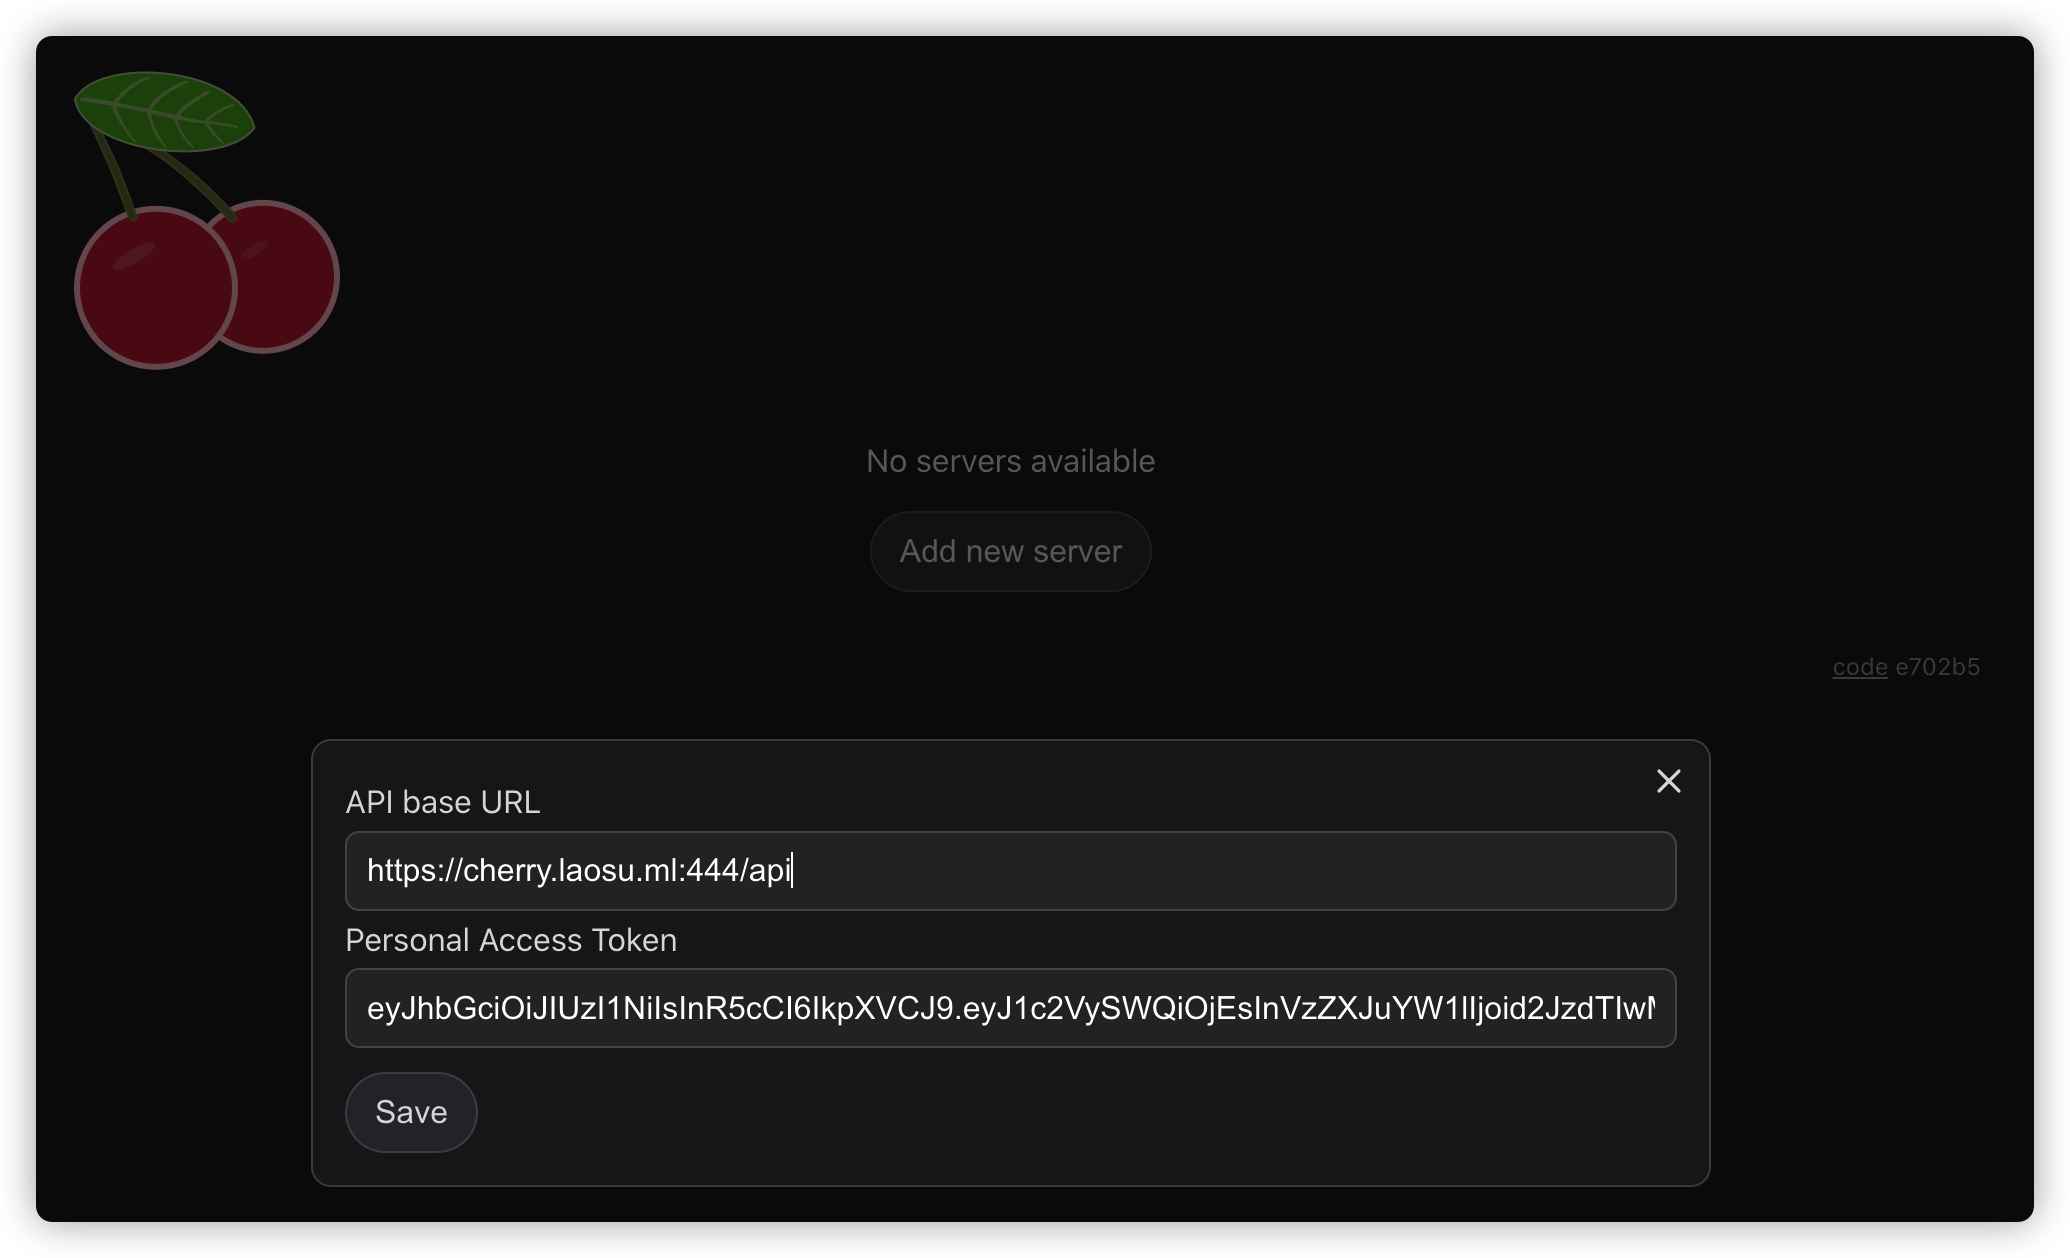 No servers available
Add new server
code e702b5
API base URL
https://cherry.laosu.ml:444/api
Personal Access Token
eyJhbGciOiJIUzI1NiIsInR5cCI6IkpXVCJ9.eyJ1c2VySWQiOjEsInVzZXJuYW1lIjoid2JzdTIw
Save